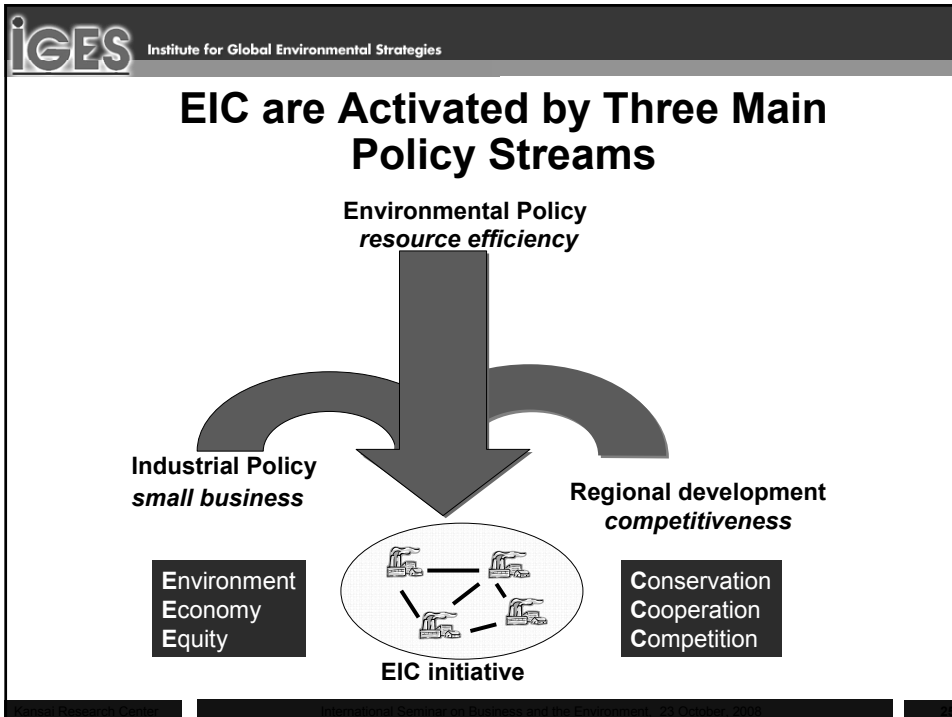 iGES Institute for Global Environmental Strategies
EIC are Activated by Three Main
Policy Streams
Environmental Policy
resource efficiency
Industrial Policy
small business
Regional development
competitiveness
Environment
Economy
Equity
Conservation
Cooperation
Competition
EIC initiative
Kansai Research Center International Seminar on Business and the Environment, 23 October, 2008